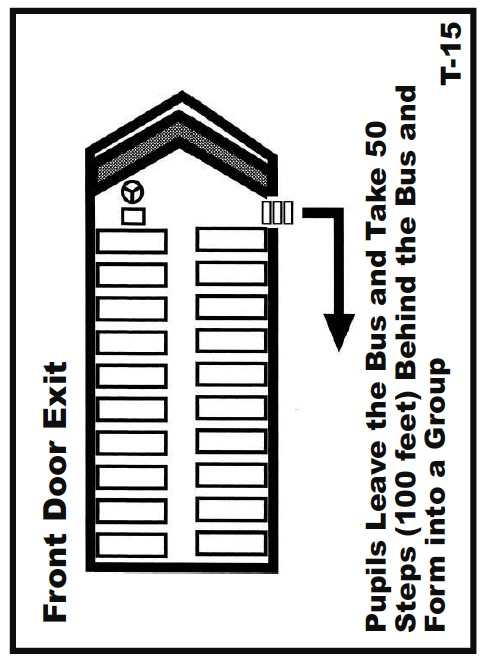 Front Door Exit
Pupils Leave the Bus and Take 50
Steps (100 feet) Behind the Bus and
Form into a Group
T-15